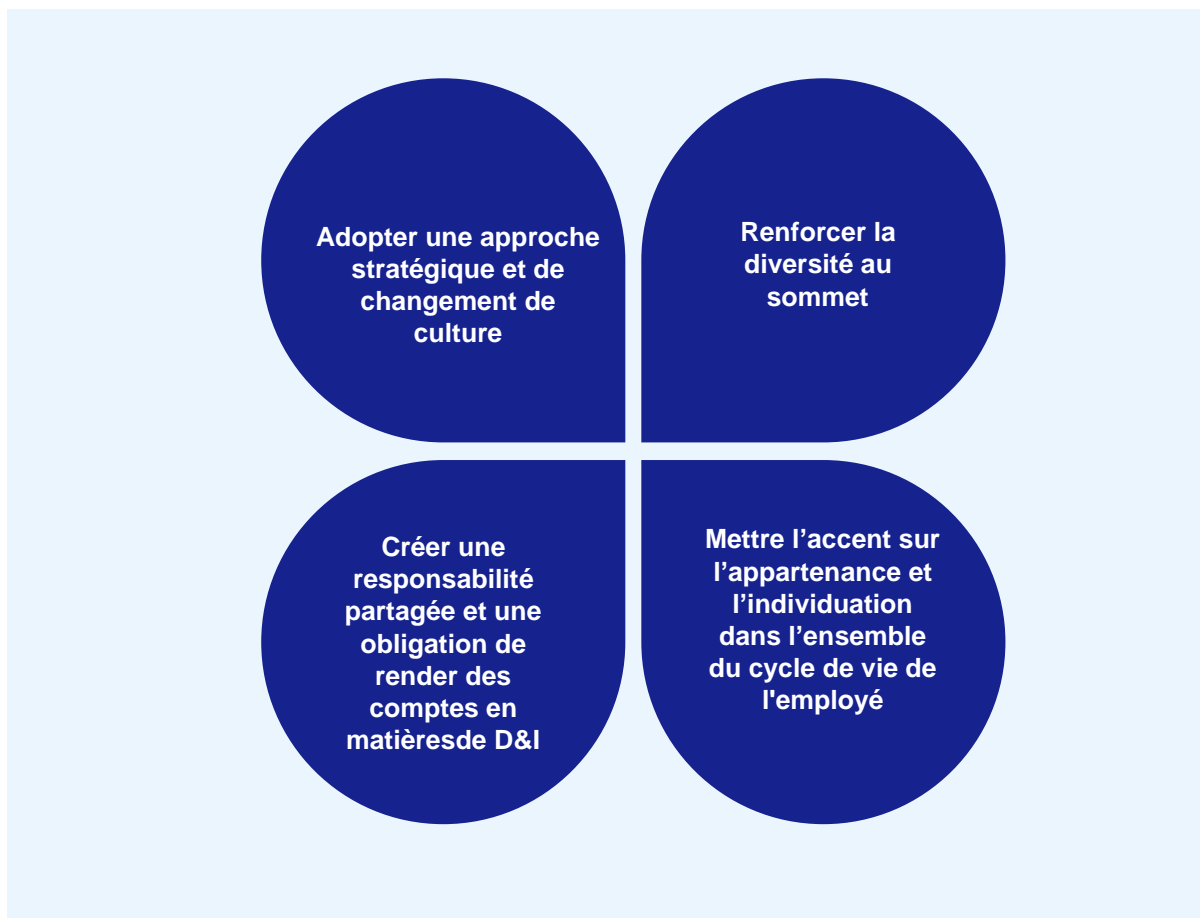 Adopter une approche
stratégique et de
changement de
culture
Renforcer la
diversité au
sommet
Créer une
responsabilité
partagée et une
obligation de
render des
comptes en
matièresde D&I
Mettre l’accent sur
l’appartenance et
l’individuation
dans l’ensemble
du cycle de vie de
l'employé